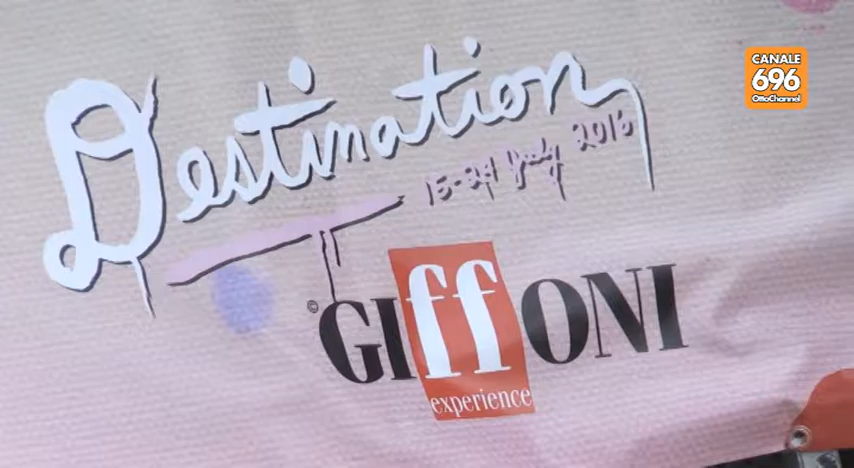 CANALE
696
OttoChannel
Destination
15-24 July 2016
© GIffONI
experience